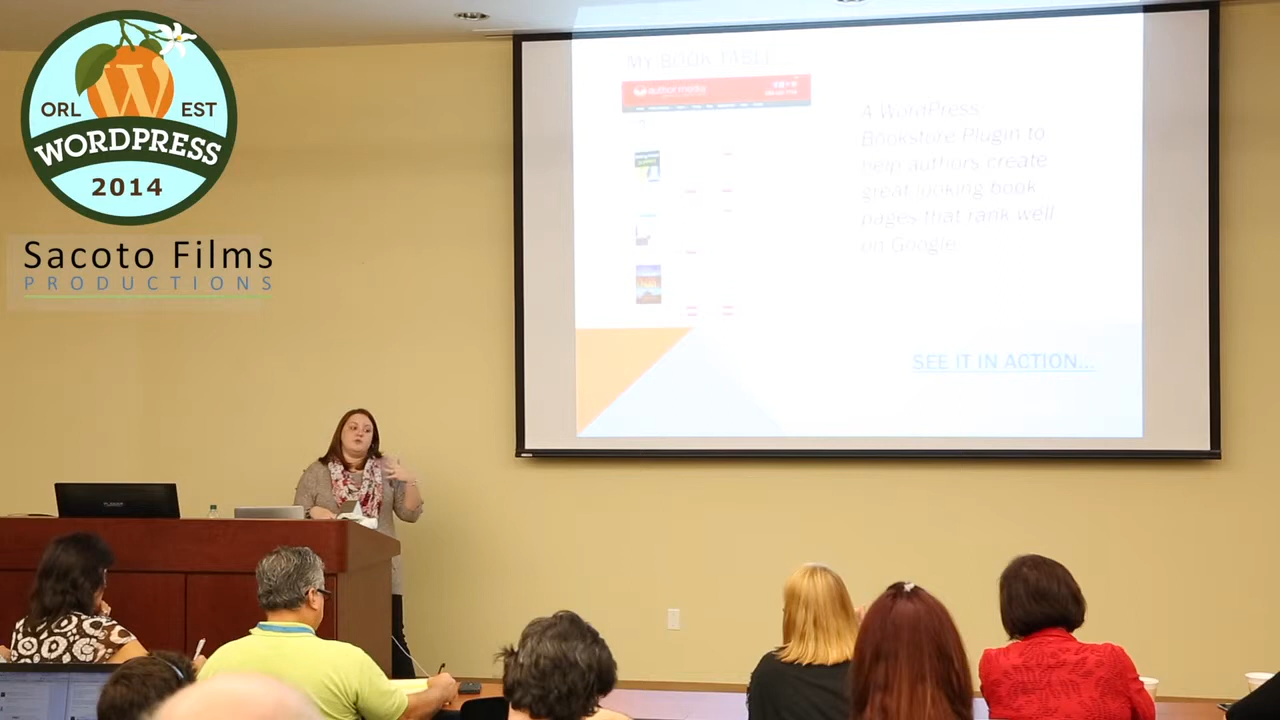 ORL EST
WORDPRESS
2014
Sacoto Films
PRODUCTIONS
MY BOOK TABLE
author media
A WordPress
Bookstore Plugin to
help authors create
great looking book
pages that rank well
on Google.
SEE IT IN ACTION...